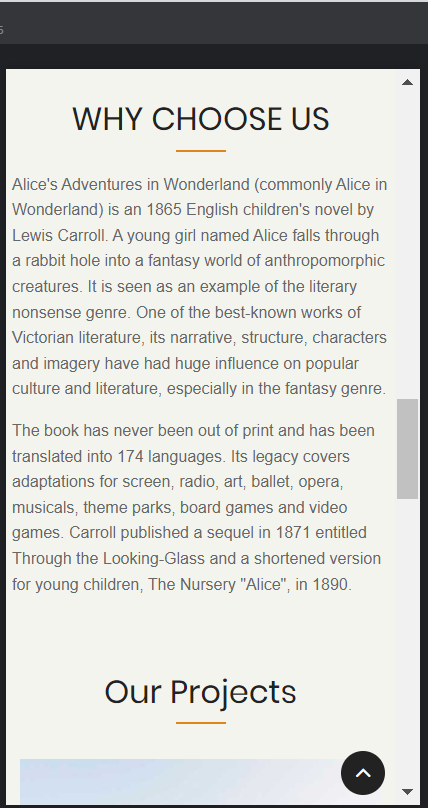 WHY CHOOSE US
Alice's Adventures in Wonderland (commonly Alice in
Wonderland) is an 1865 English children's novel by
Lewis Carroll. A young girl named Alice falls through
a rabbit hole into a fantasy world of anthropomorphic
creatures. It is seen as an example of the literary
nonsense genre. One of the best-known works of
Victorian literature, its narrative, structure, characters
and imagery have had huge influence on popular
culture and literature, especially in the fantasy genre.
The book has never been out of print and has been
translated into 174 languages. Its legacy covers
adaptations for screen, radio, art, ballet, opera,
musicals, theme parks, board games and video
games. Carroll published a sequel in 1871 entitled
Through the Looking-Glass and a shortened version
for young children, The Nursery "Alice", in 1890.
Our Projects